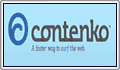 contenko
A faster way to surf the web.